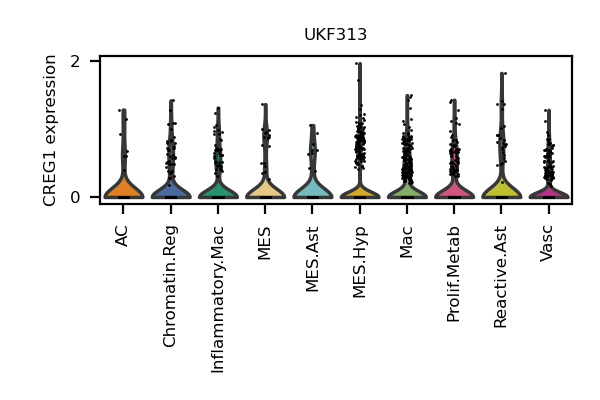 UKF313
CREG1 expression
2
0
AC
Chromatin.Reg
Inflammatory.Mac
MES
MES.Ast
MES.Hyp
Mac
Prolif.Metab
Reactive.Ast
Vasc